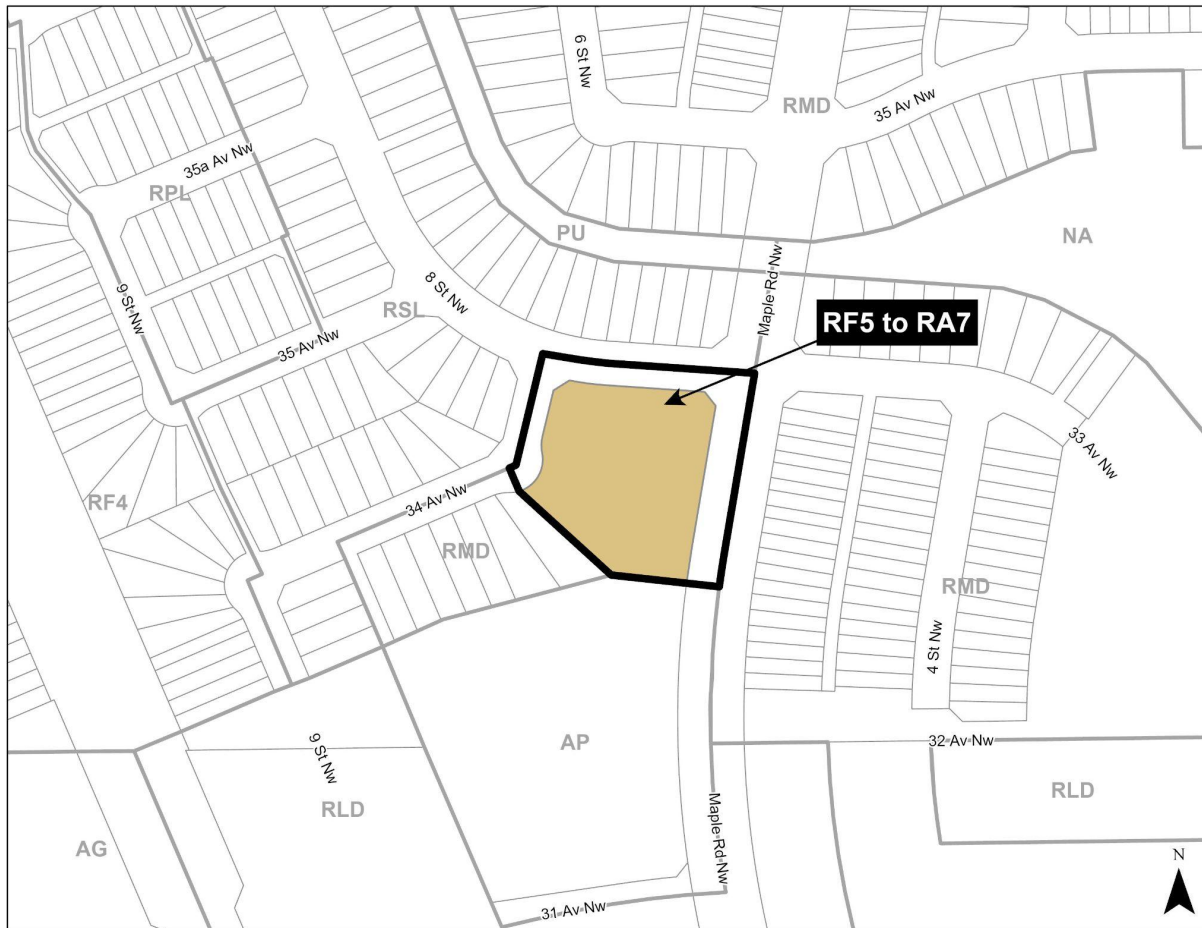 6 St Nw
RMD
35 Av Nw
35a Av Nw
RPL
PU
NA
9 St Nw
8 St Nw
RSL
Maple Rd Nw
RF5 to RA7
35 Av Nw
33 Av Nw
RF4
34 Av Nw
RMD
RMD
4 St Nw
9 St Nw
AP
32 Av Nw
RLD
RLD
AG
Maple Rd Nw
31 Av Nw
N